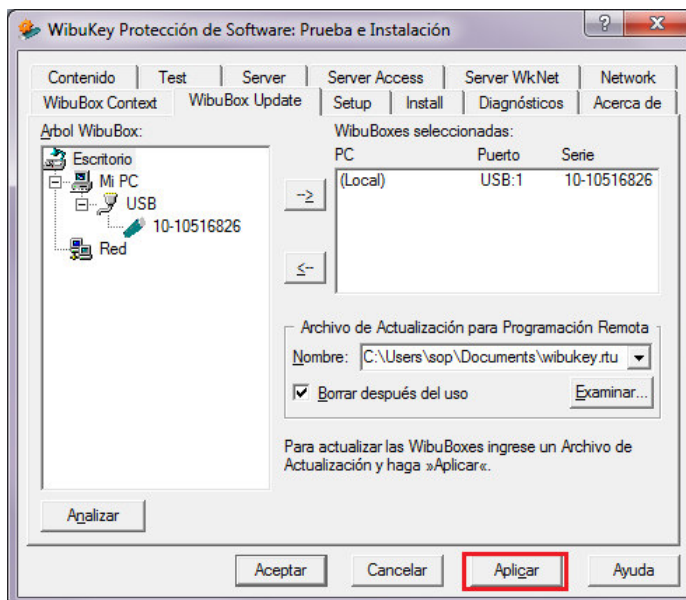 WibuKey Protección de Software: Prueba e Instalación
Contenido Test Server Server Access Server WkNet Network
WibuBox Context WibuBox Update Setup Install Diagnósticos Acerca de
Arbol WibuBox:
Escritorio
Mi PC
USB
10-10516826
Red
Analizar
-->
<--
WibuBoxes seleccionadas:
PC Puerto Serie
(Local) USB:1 10-10516826
Archivo de Actualización para Programación Remota
Nombre: C:\Users\sop\Documents\wibukey.rtu
Borrar después del uso Examinar...
Para actualizar las WibuBoxes ingrese un Archivo de
Actualización y haga »Aplicar«.
Aceptar Cancelar Aplicar Ayuda